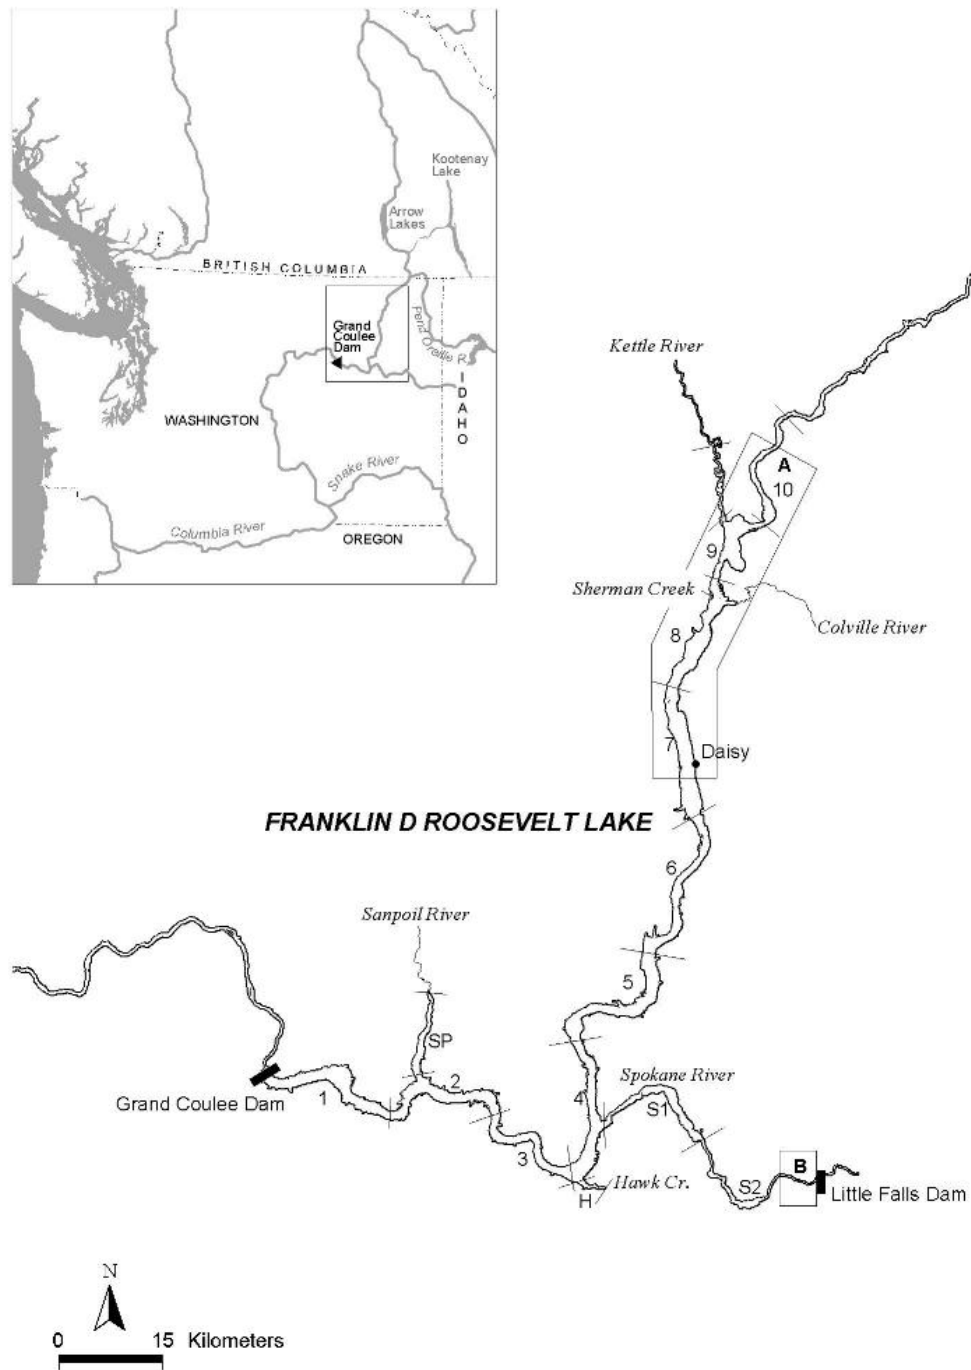 Kootenay
Lake
Arrow
Lakes
BRITISH COLUMBIA
Grand
Coulee
Dam
Pend Oreille R.
IDAHO
WASHINGTON
Snake River
Columbia River
OREGON
Kettle River
A
10
9
Sherman Creek
8
Colville River
7
Daisy
FRANKLIN D ROOSEVELT LAKE
6
Sanpoil River
5
SP
Grand Coulee Dam
1
2
Spokane River
4
S1
3
B
Hawk Cr.
S2
Little Falls Dam
H
N
0 15 Kilometers